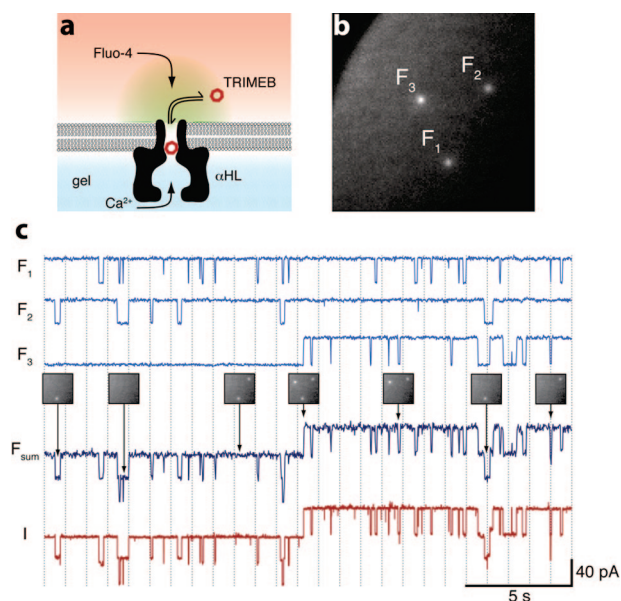 a
Fluo-4
TRIMEB
gel
αHL
Ca²⁺
b
F₃
F₂
F₁
c
F₁
F₂
F₃
Fsum
I
40 pA
5 s